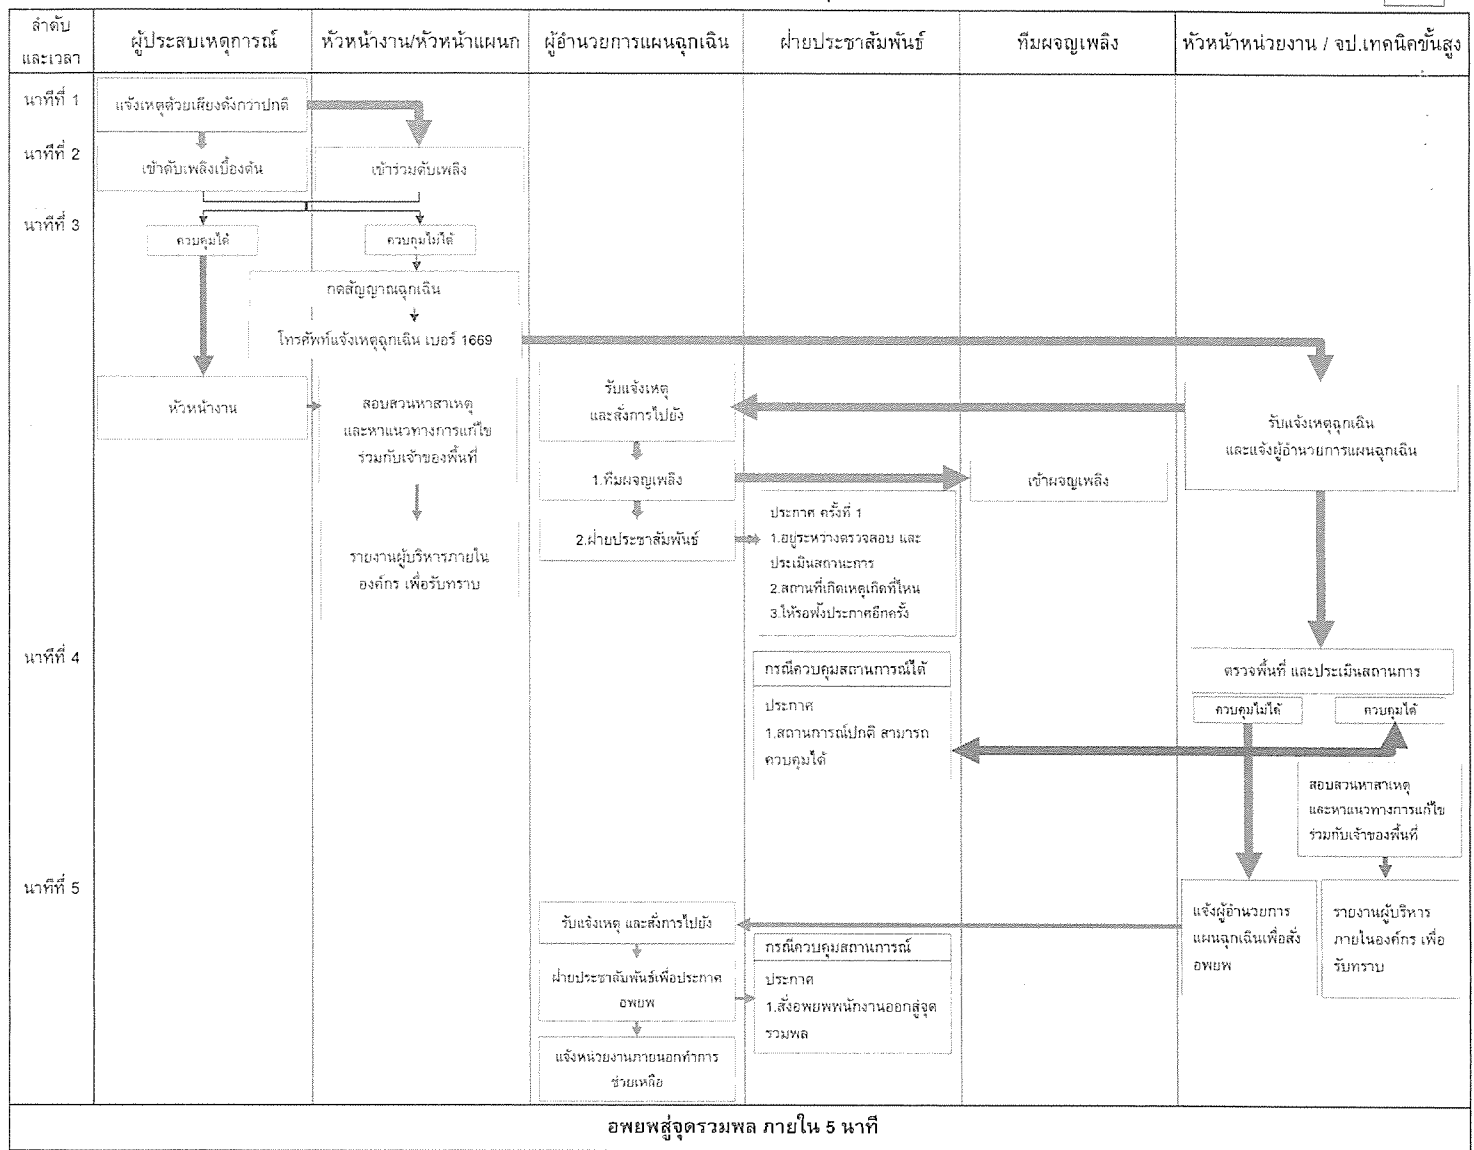 ลำดับ
และเวลา
ผู้ประสบเหตุการณ์
หัวหน้างาน/หัวหน้าแผนก
ผู้อำนวยการแผนฉุกเฉิน
ฝ่ายประชาสัมพันธ์
ทีมผจญเพลิง
หัวหน้าหน่วยงาน / จป.เทคนิคขั้นสูง
นาทีที่ 1
แจ้งเหตุด้วยเสียงดังกว่าปกติ
นาทีที่ 2
เข้าดับเพลิงเบื้องต้น
เข้าร่วมดับเพลิง
นาทีที่ 3
ควบคุมได้
ควบคุมไม่ได้
กดสัญญาณฉุกเฉิน
โทรศัพท์แจ้งเหตุฉุกเฉิน เบอร์ 1669
หัวหน้างาน
สอบสวนหาสาเหตุ
และหาแนวทางการแก้ไข
ร่วมกับเจ้าของพื้นที่
รายงานผู้บริหารภายใน
องค์กร เพื่อรับทราบ
รับแจ้งเหตุ
และสั่งการไปยัง
1.ทีมผจญเพลิง
2.ฝ่ายประชาสัมพันธ์
ประกาศ ครั้งที่ 1
1.อยู่ระหว่างตรวจสอบ และ
ประเมินสถานะการ
2.สถานที่เกิดเหตุเกิดที่ไหน
3.ให้รอฟังประกาศอีกครั้ง
เข้าผจญเพลิง
รับแจ้งเหตุฉุกเฉิน
และแจ้งผู้อำนวยการแผนฉุกเฉิน
นาทีที่ 4
กรณีควบคุมสถานการณ์ได้
ประกาศ
1.สถานการณ์ปกติ สามารถ
ควบคุมได้
ตรวจพื้นที่ และประเมินสถานการ
ควบคุมไม่ได้
ควบคุมได้
สอบสวนหาสาเหตุ
และหาแนวทางการแก้ไข
ร่วมกับเจ้าของพื้นที่
นาทีที่ 5
รับแจ้งเหตุ และสั่งการไปยัง
ฝ่ายประชาสัมพันธ์เพื่อประกาศ
อพยพ
แจ้งหน่วยงานภายนอกทำการ
ช่วยเหลือ
กรณีควบคุมสถานการณ์
ประกาศ
1.สั่งอพยพพนักงานออกสู่จุด
รวมพล
แจ้งผู้อำนวยการ
แผนฉุกเฉินเพื่อสั่ง
อพยพ
รายงานผู้บริหาร
ภายในองค์กร เพื่อ
รับทราบ
อพยพสู่จุดรวมพล ภายใน 5 นาที